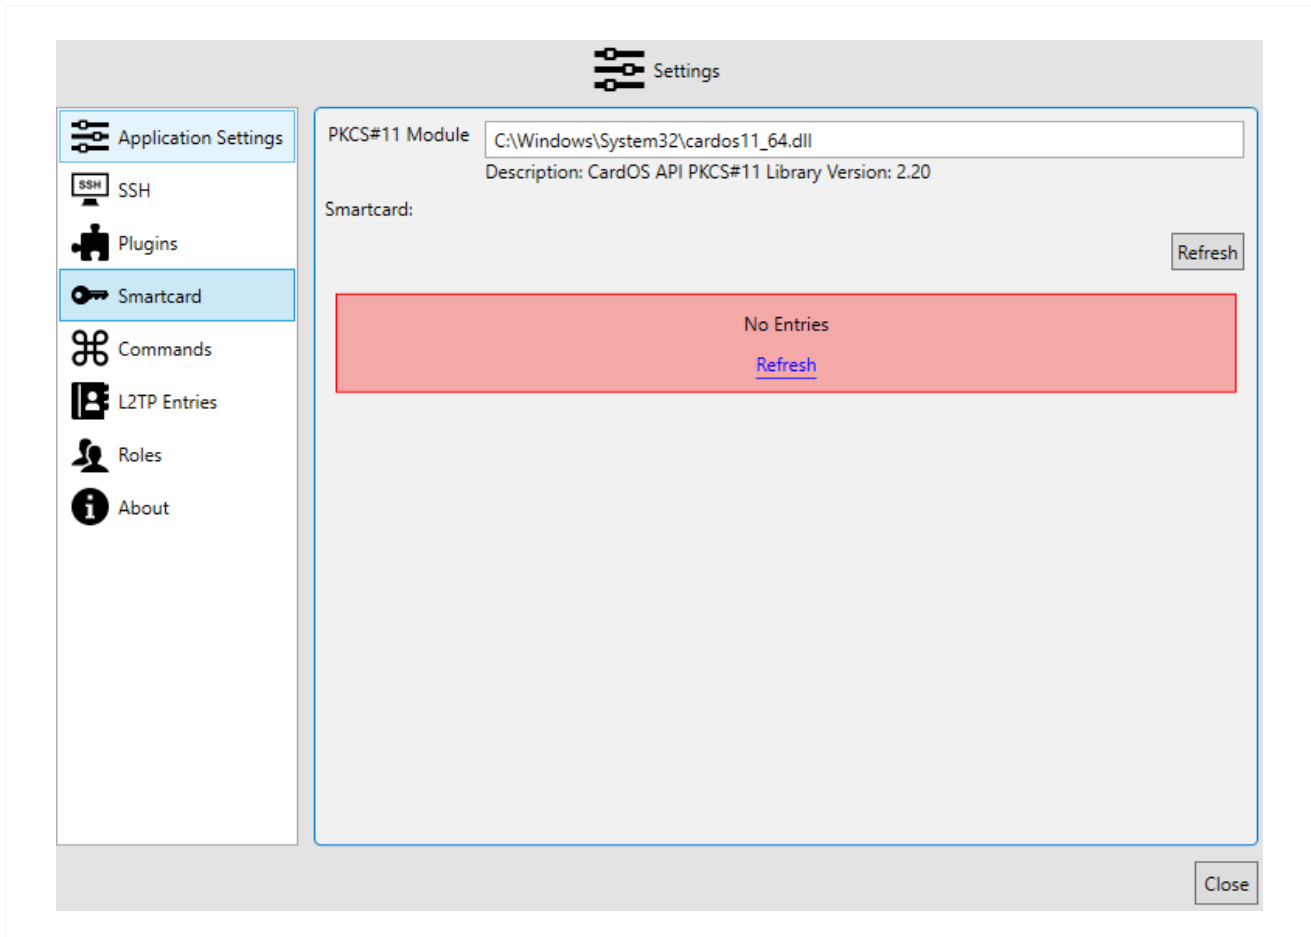 Settings
Application Settings
SSH
SSH
Plugins
Smartcard
Commands
L2TP Entries
Roles
About
PKCS#11 Module
C:\Windows\System32\cardos11_64.dll
Description: CardOS API PKCS#11 Library Version: 2.20
Smartcard:
Refresh
No Entries
Refresh
Close